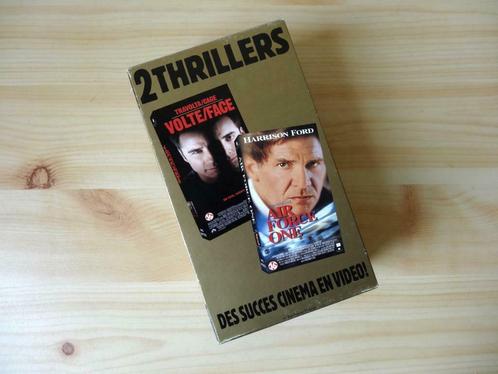 2 THRILLERS
TRAVOLTA/CAGE
VOLTE/FACE
HARRISON FORD
AIR
FORCE
ONE
DES SUCCES CINEMA EN VIDEO!